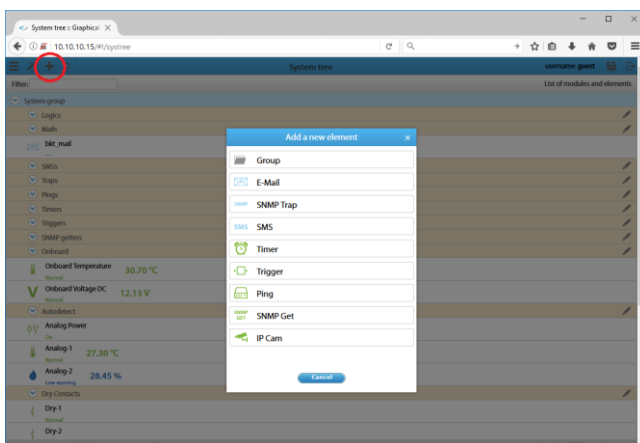 System tree :: Graphical
10.10.10.15/#!/systree
System tree
username: guest
Filter:
List of modules and elements
System group
Logics
Mails
bkt_mail
SMSs
Traps
Pings
Timers
Triggers
SNMP getters
Onboard
Onboard Temperature
30.70 °C
Normal
Onboard Voltage DC
12.13 V
Normal
Autodetect
Analog Power
On
Analog-1
27.30 °C
Normal
Analog-2
28.45 %
Low warning
Dry Contacts
Dry-1
Normal
Dry-2
Add a new element
Group
E-Mail
SNMP
SNMP Trap
SMS
SMS
Timer
Trigger
Ping
SNMP
GET
SNMP Get
IP Cam
Cancel